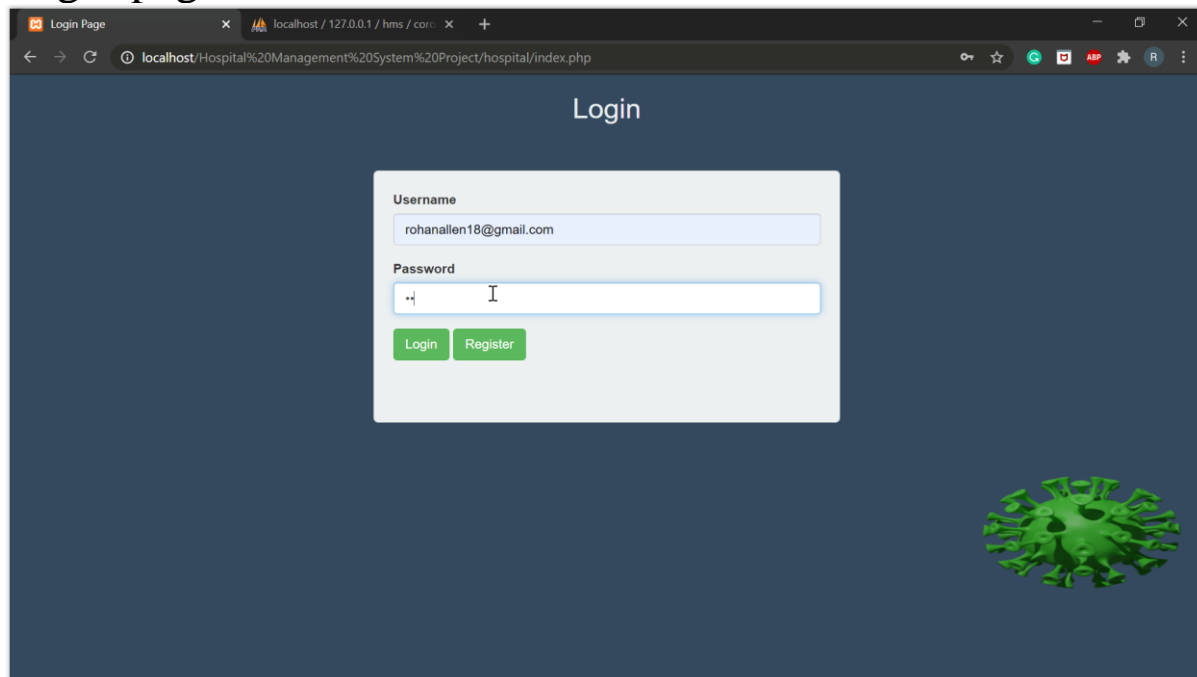 Login Page
localhost / 127.0.0.1 / hms / coro
localhost/Hospital%20Management%20System%20Project/hospital/index.php
ABP
R
Login
Username
rohanallen18@gmail.com
Password
••
Login Register